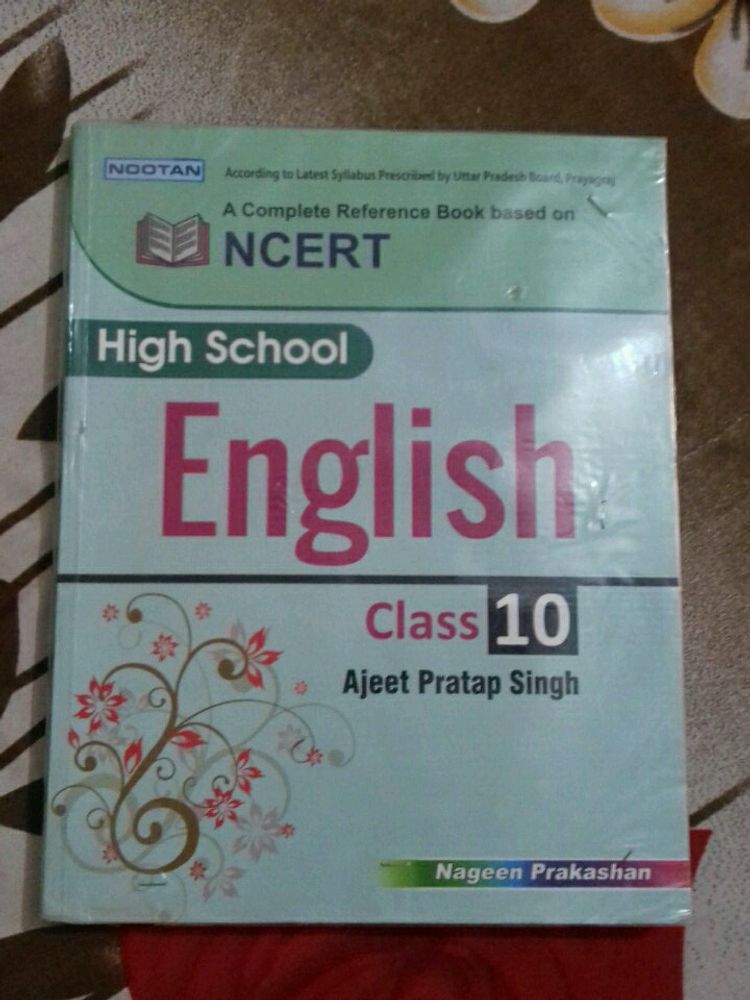 NOOTAN
According to Latest Syllabus Prescribed by Uttar Pradesh Board, Prayagraj
A Complete Reference Book based on
NCERT
High School
English
Class 10
Ajeet Pratap Singh
Nageen Prakashan